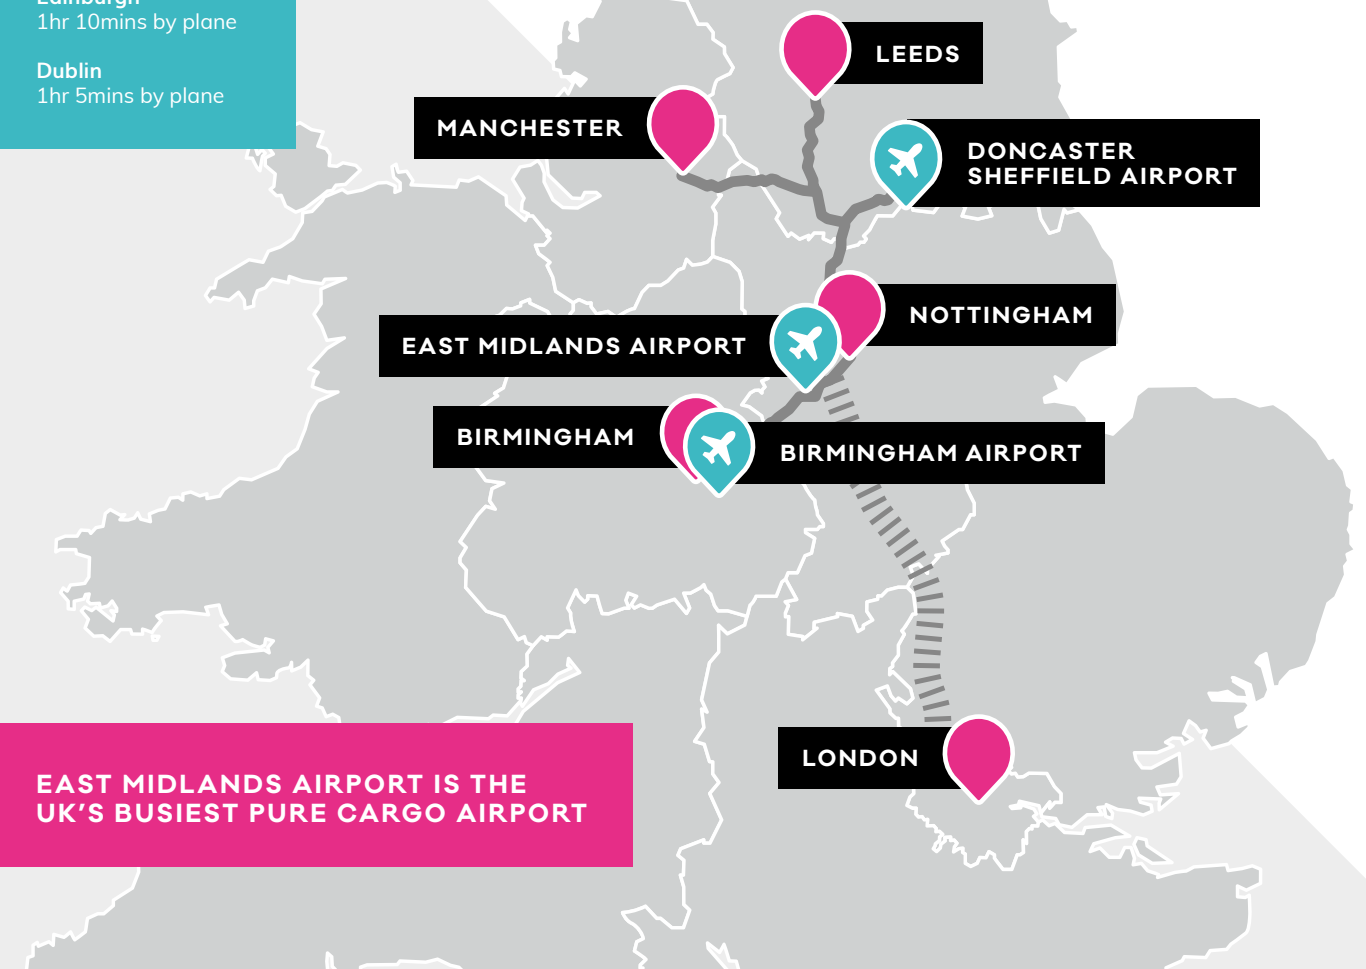 Edinburgh
1hr 10mins by plane
Dublin
1hr 5mins by plane
LEEDS
MANCHESTER
DONCASTER
SHEFFIELD AIRPORT
NOTTINGHAM
EAST MIDLANDS AIRPORT
BIRMINGHAM
BIRMINGHAM AIRPORT
LONDON
EAST MIDLANDS AIRPORT IS THE
UK’S BUSIEST PURE CARGO AIRPORT